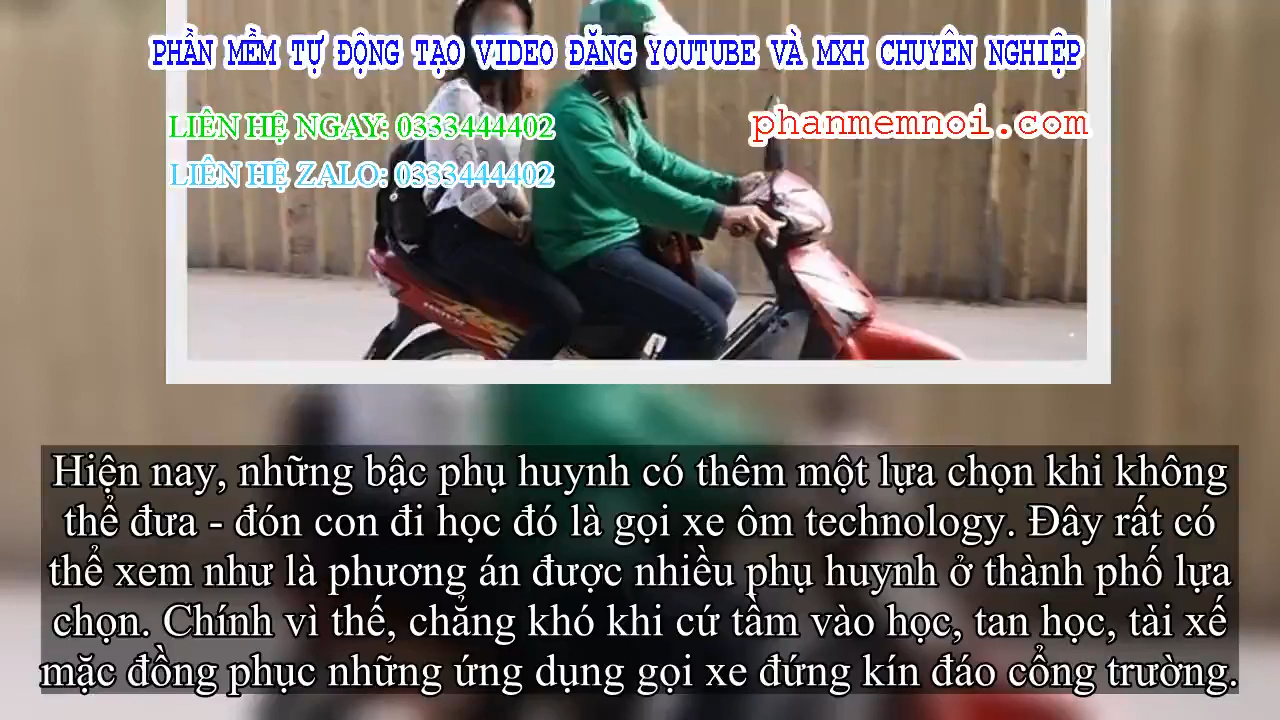 PHẦN MỀM TỰ ĐỘNG TẠO VIDEO ĐĂNG YOUTUBE VÀ MXH CHUYÊN NGHIỆP
LIÊN HỆ NGAY: 0333444402
phanmemnoi.com
LIÊN HỆ ZALO: 0333444402
Hiện nay, những bậc phụ huynh có thêm một lựa chọn khi không
thể đưa - đón con đi học đó là gọi xe ôm technology. Đây rất có
thể xem như là phương án được nhiều phụ huynh ở thành phố lựa
chọn. Chính vì thế, chẳng khó khi cứ tầm vào học, tan học, tài xế
mặc đồng phục những ứng dụng gọi xe đứng kín đáo cổng trường.